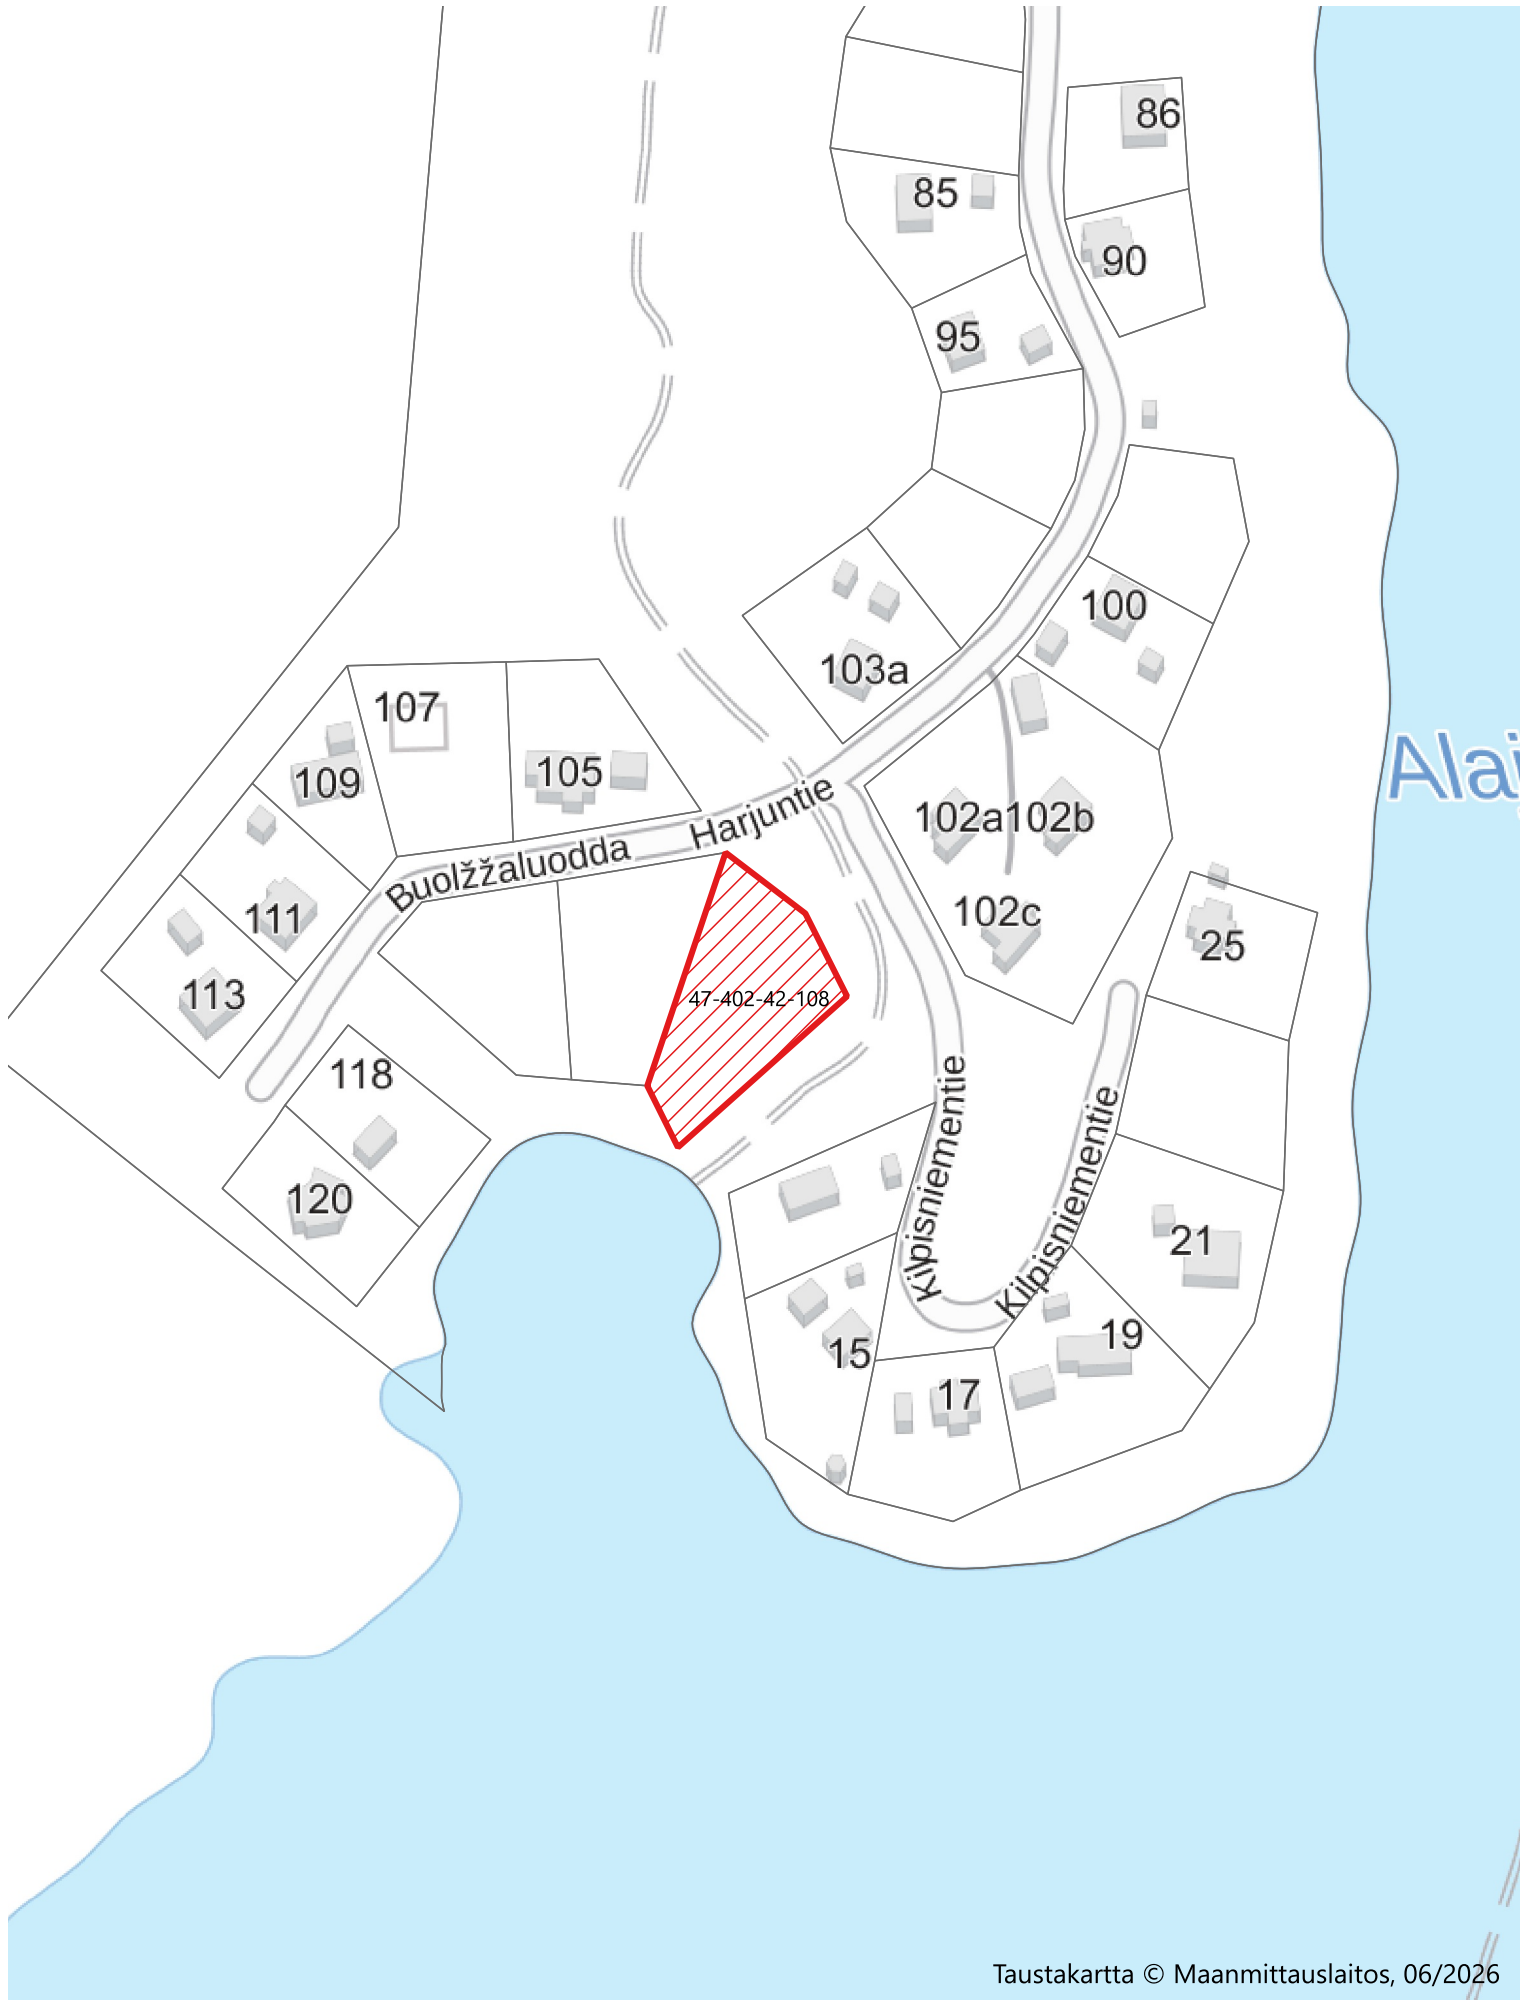 86
85
90
95
100
103a
107
Alaj
105
109
Harjuntie
102a
102b
Buolžžaluodda
111
102c
25
113
47-402-42-108
118
Kilpisniementie
Kilpisniementie
120
21
19
15
17
Taustakartta © Maanmittauslaitos, 06/2026